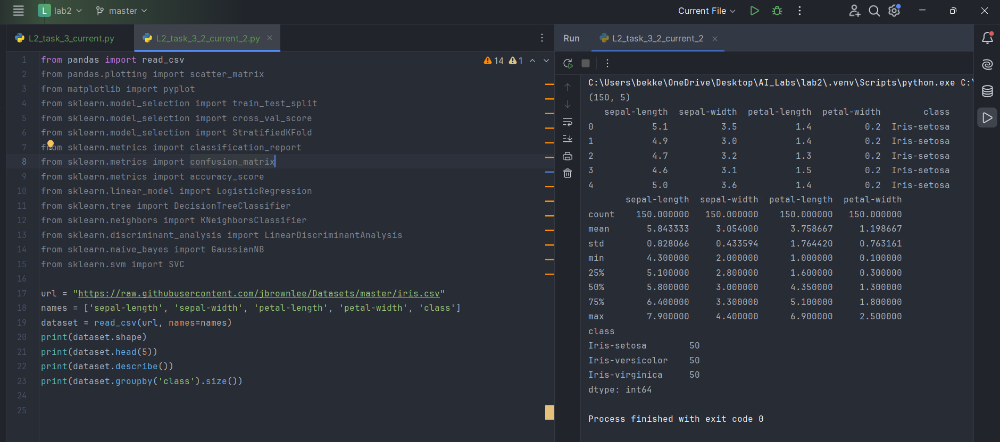 L lab2 master Current File
L2_task_3_current.py L2_task_3_2_current_2.py Run L2_task_3_2_current_2
14 1
1 from pandas import read_csv
2 from pandas.plotting import scatter_matrix
3 from matplotlib import pyplot
4 from sklearn.model_selection import train_test_split
5 from sklearn.model_selection import cross_val_score
6 from sklearn.model_selection import StratifiedKFold
7 from sklearn.metrics import classification_report
8 from sklearn.metrics import confusion_matrix
9 from sklearn.metrics import accuracy_score
10 from sklearn.linear_model import LogisticRegression
11 from sklearn.tree import DecisionTreeClassifier
12 from sklearn.neighbors import KNeighborsClassifier
13 from sklearn.discriminant_analysis import LinearDiscriminantAnalysis
14 from sklearn.naive_bayes import GaussianNB
15 from sklearn.svm import SVC
16
17 url = "https://raw.githubusercontent.com/jbrownlee/Datasets/master/iris.csv"
18 names = ['sepal-length', 'sepal-width', 'petal-length', 'petal-width', 'class']
19 dataset = read_csv(url, names=names)
20 print(dataset.shape)
21 print(dataset.head(5))
22 print(dataset.describe())
23 print(dataset.groupby('class').size())
24
25
C:\Users\bekke\OneDrive\Desktop\AI_Labs\lab2\.venv\Scripts\python.exe C:\
(150, 5)
sepal-length sepal-width petal-length petal-width class
0 5.1 3.5 1.4 0.2 Iris-setosa
1 4.9 3.0 1.4 0.2 Iris-setosa
2 4.7 3.2 1.3 0.2 Iris-setosa
3 4.6 3.1 1.5 0.2 Iris-setosa
4 5.0 3.6 1.4 0.2 Iris-setosa
sepal-length sepal-width petal-length petal-width
count 150.000000 150.000000 150.000000 150.000000
mean 5.843333 3.054000 3.758667 1.198667
std 0.828066 0.433594 1.764420 0.763161
min 4.300000 2.000000 1.000000 0.100000
25% 5.100000 2.800000 1.600000 0.300000
50% 5.800000 3.000000 4.350000 1.300000
75% 6.400000 3.300000 5.100000 1.800000
max 7.900000 4.400000 6.900000 2.500000
class
Iris-setosa 50
Iris-versicolor 50
Iris-virginica 50
dtype: int64
Process finished with exit code 0